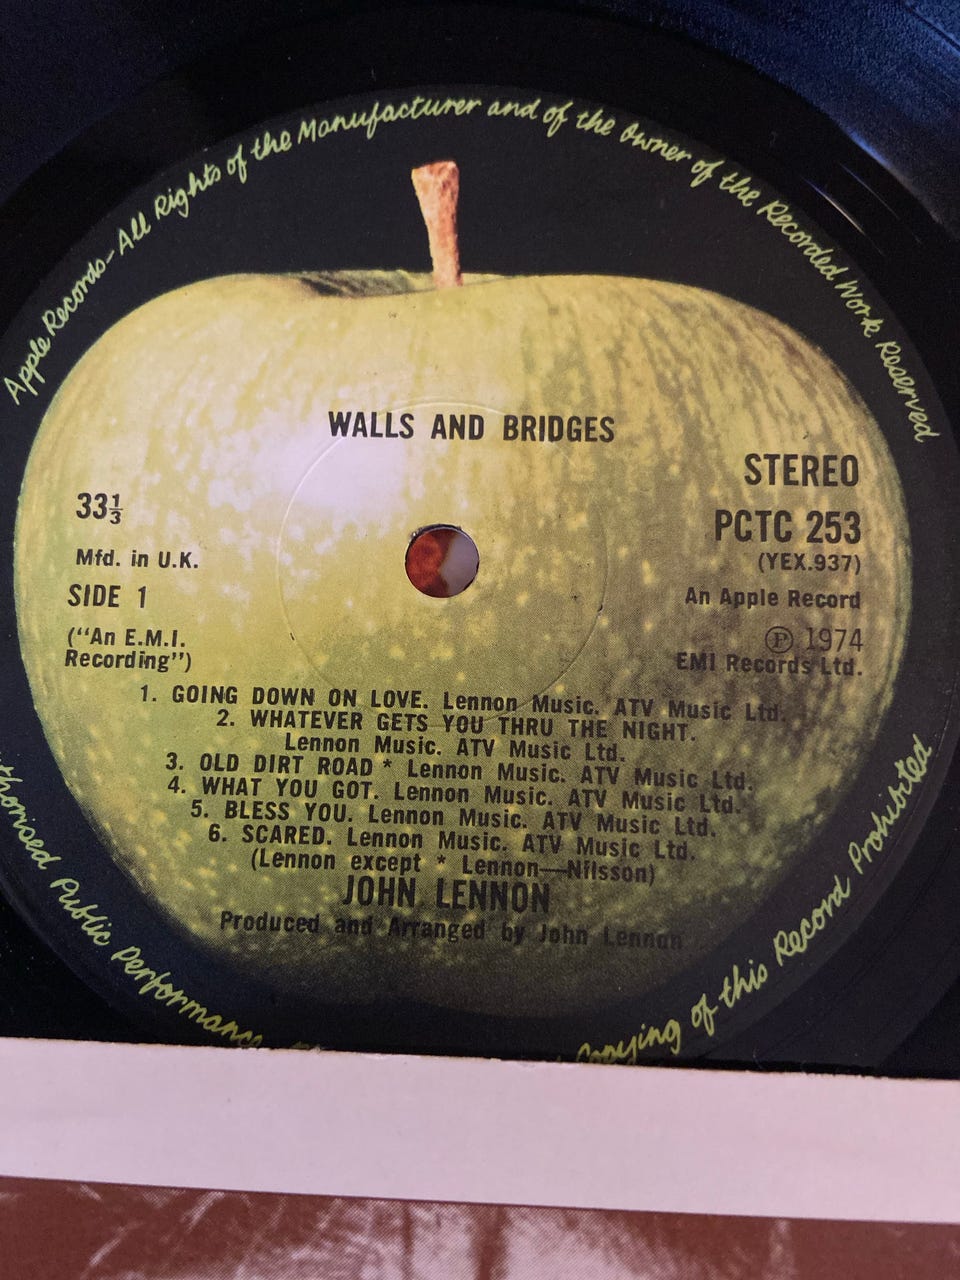 Apple Records—All Rights of the Manufacturer and of the Owner of the Recorded Work Reserved
WALLS AND BRIDGES
STEREO
33⅓
PCTC 253
(YEX.937)
Mfd. in U.K.
SIDE 1
An Apple Record
("An E.M.I.
Recording")
Ⓟ 1974
EMI Records Ltd.
1. GOING DOWN ON LOVE. Lennon Music. ATV Music Ltd.
2. WHATEVER GETS YOU THRU THE NIGHT.
Lennon Music. ATV Music Ltd.
3. OLD DIRT ROAD * Lennon Music. ATV Music Ltd.
4. WHAT YOU GOT. Lennon Music. ATV Music Ltd.
5. BLESS YOU. Lennon Music. ATV Music Ltd.
6. SCARED. Lennon Music. ATV Music Ltd.
(Lennon except * Lennon—Nilsson)
JOHN LENNON
Produced and Arranged by John Lennon
Public Performance
Copying of this Record Prohibited